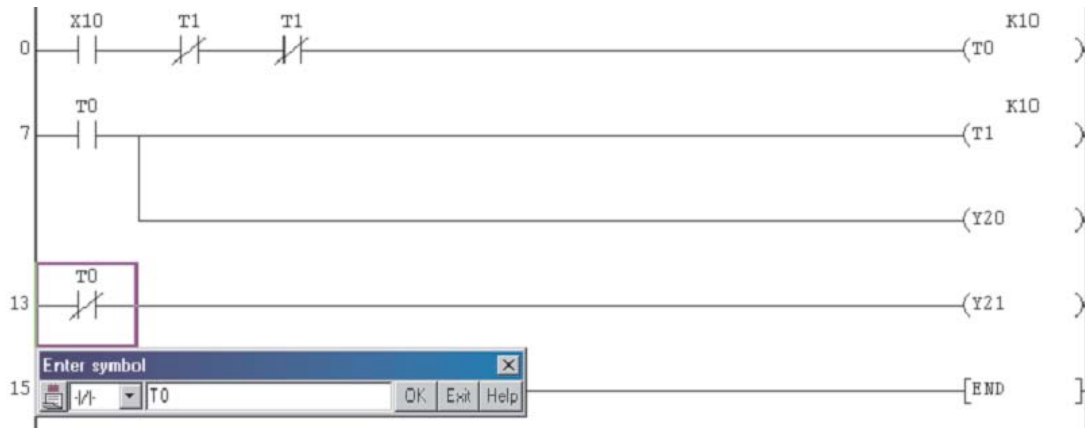 X10 T1 T1 K10
0 (T0 )
T0 K10
7 (T1 )
(Y20 )
T0
13 (Y21 )
Enter symbol
15 T0 OK Exit Help [END ]